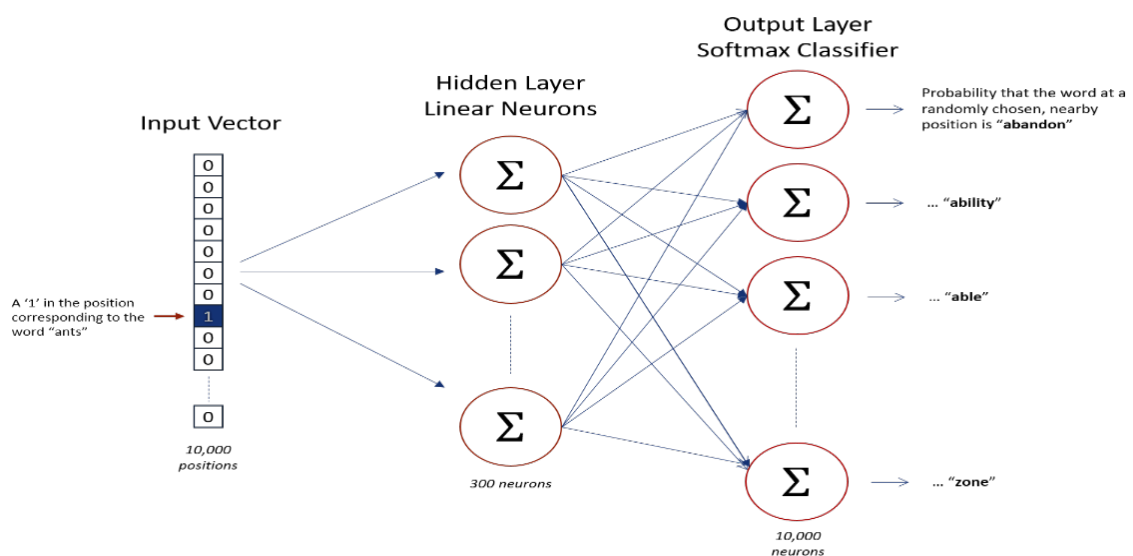 Output Layer
Softmax Classifier
Hidden Layer
Linear Neurons
Input Vector
0
0
0
0
0
0
0
1
0
0
0
A ‘1’ in the position
corresponding to the
word “ants”
10,000
positions
Σ
Σ
Σ
300 neurons
Σ
Σ
Σ
Σ
10,000
neurons
Probability that the word at a
randomly chosen, nearby
position is “abandon”
... “ability”
... “able”
... “zone”